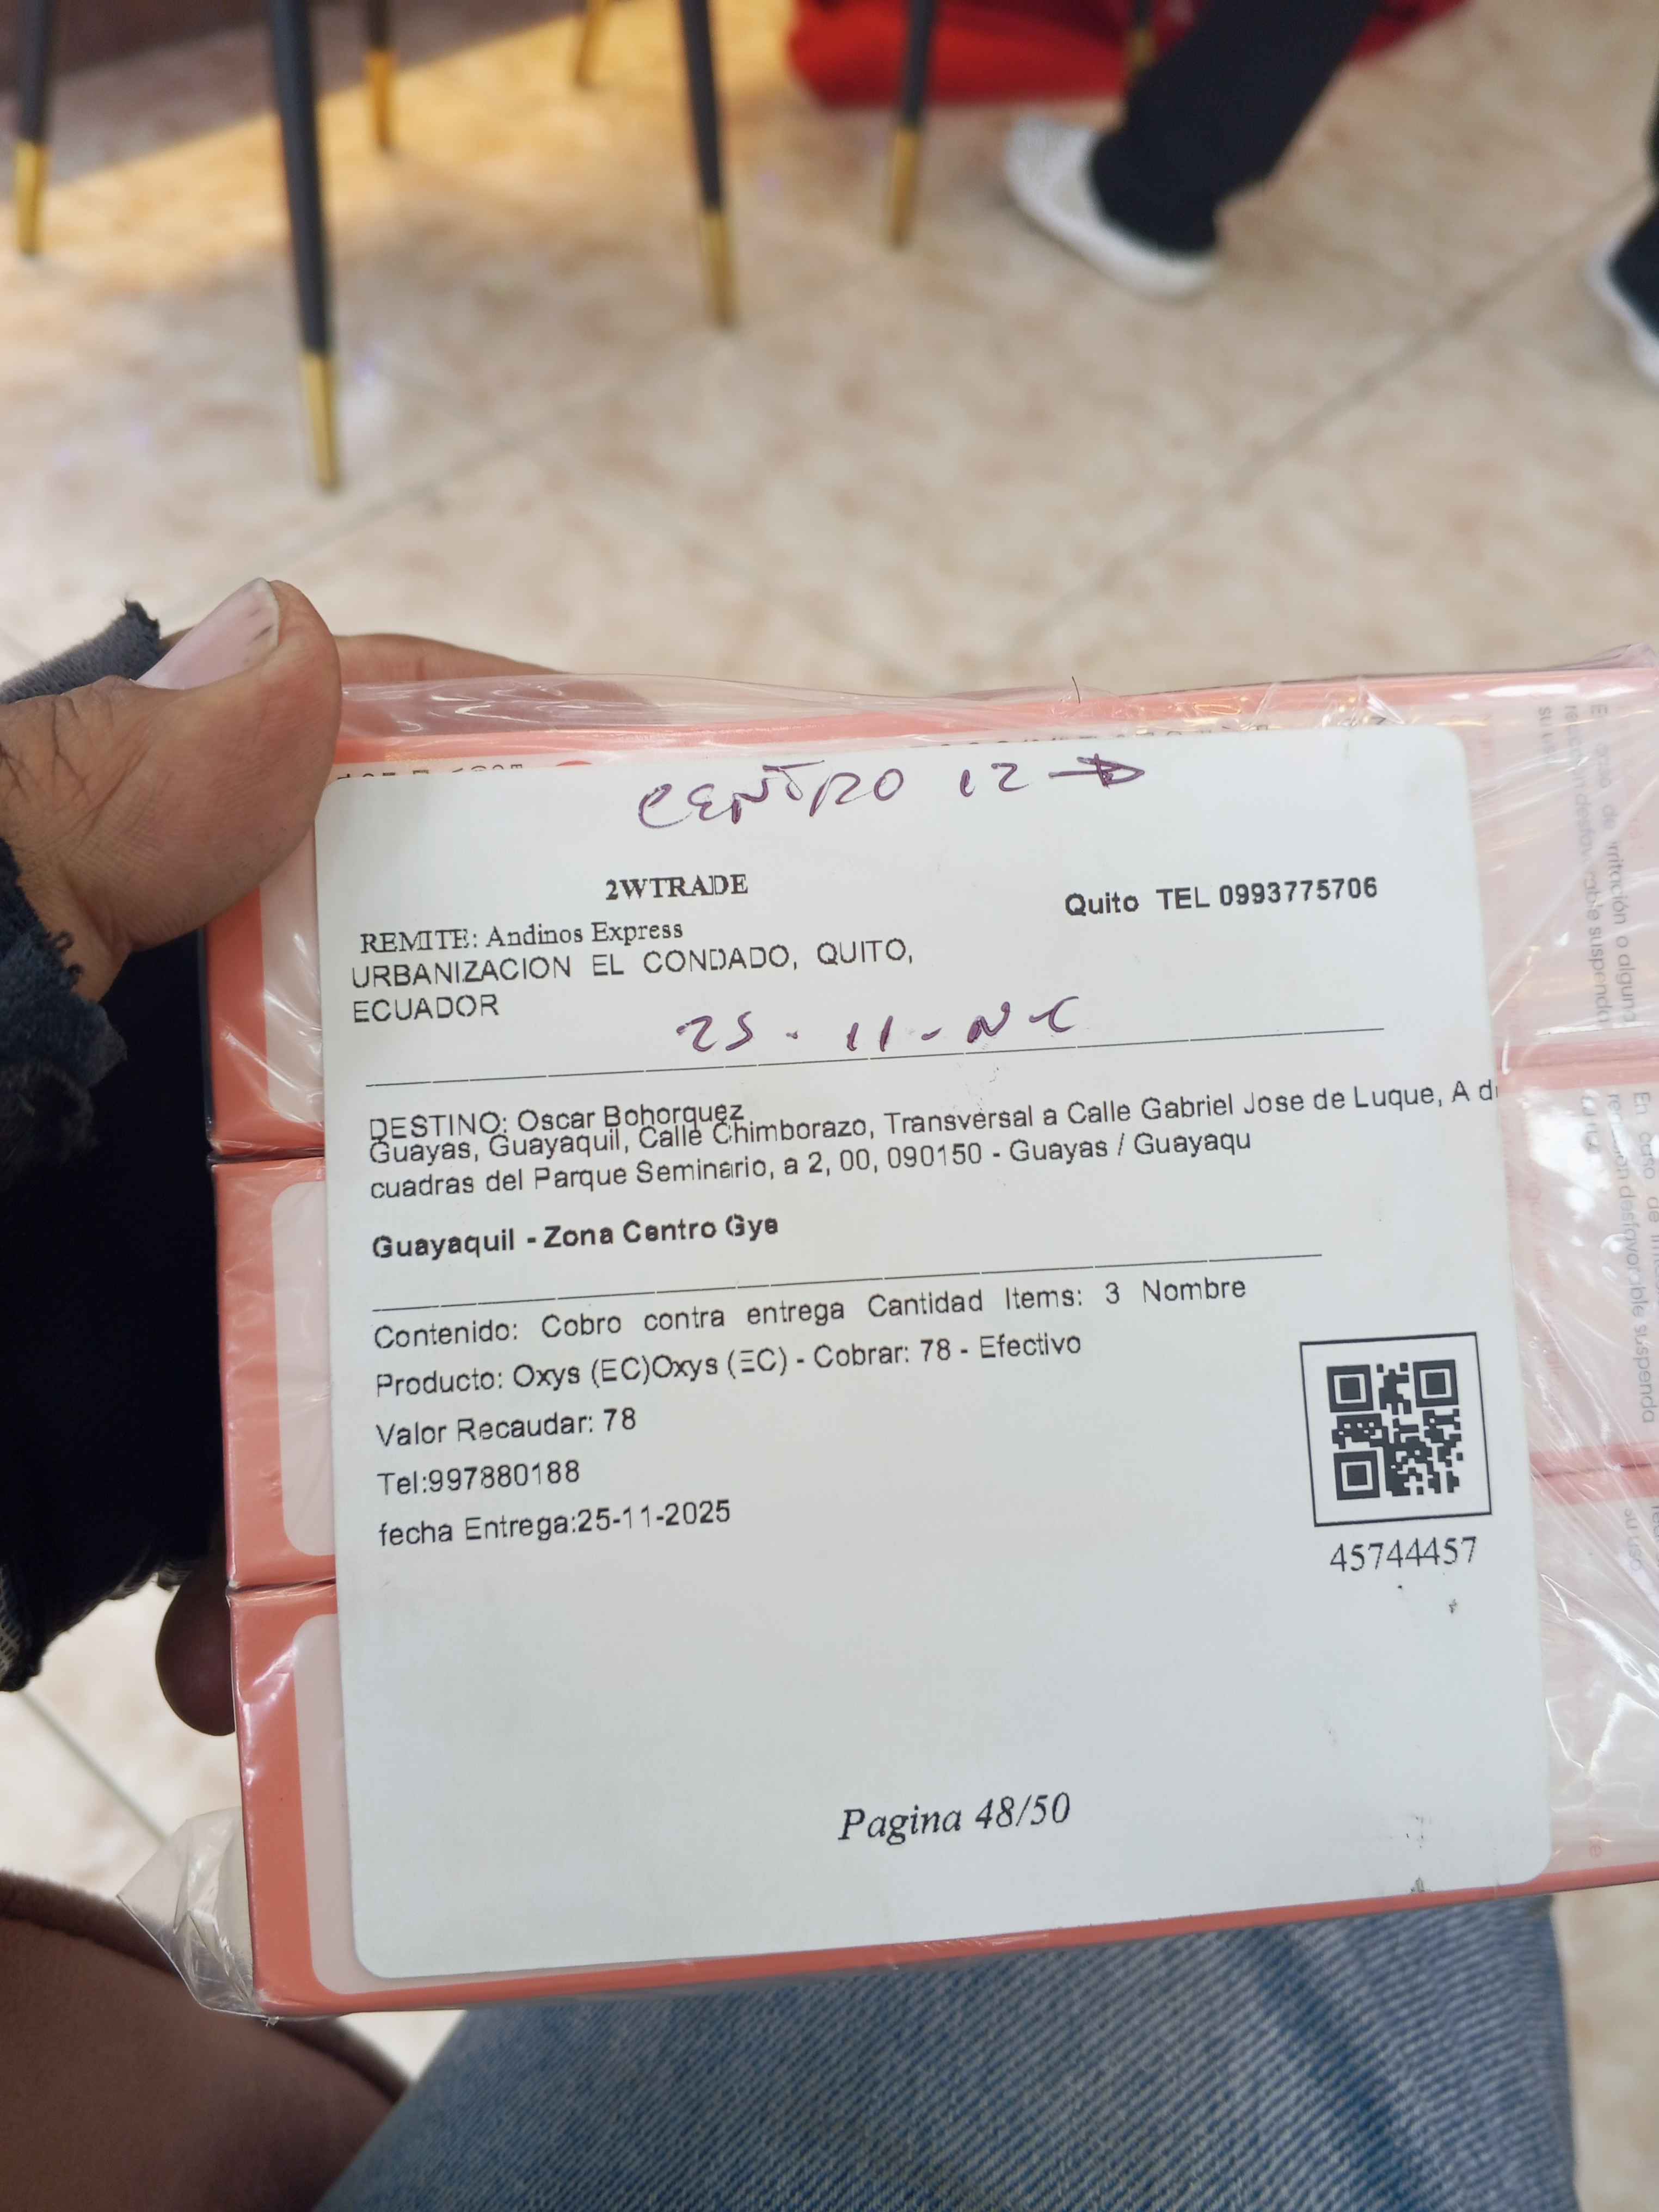 CENTRO 12
2WTRADE
Quito TEL 0993775706
REMITE: Andinos Express
URBANIZACION EL CONDADO, QUITO,
ECUADOR
25 - 11 - N C
DESTINO: Oscar Bohorquez
Guayas, Guayaquil, Calle Chimborazo, Transversal a Calle Gabriel Jose de Luque, A
cuadras del Parque Seminario, a 2, 00, 090150 - Guayas / Guayaqu
Guayaquil - Zona Centro Gye
Contenido: Cobro contra entrega Cantidad Items: 3 Nombre
Producto: Oxys (EC)Oxys (EC) - Cobrar: 78 - Efectivo
Valor Recaudar: 78
Tel:997880188
fecha Entrega:25-11-2025
45744457
Pagina 48/50